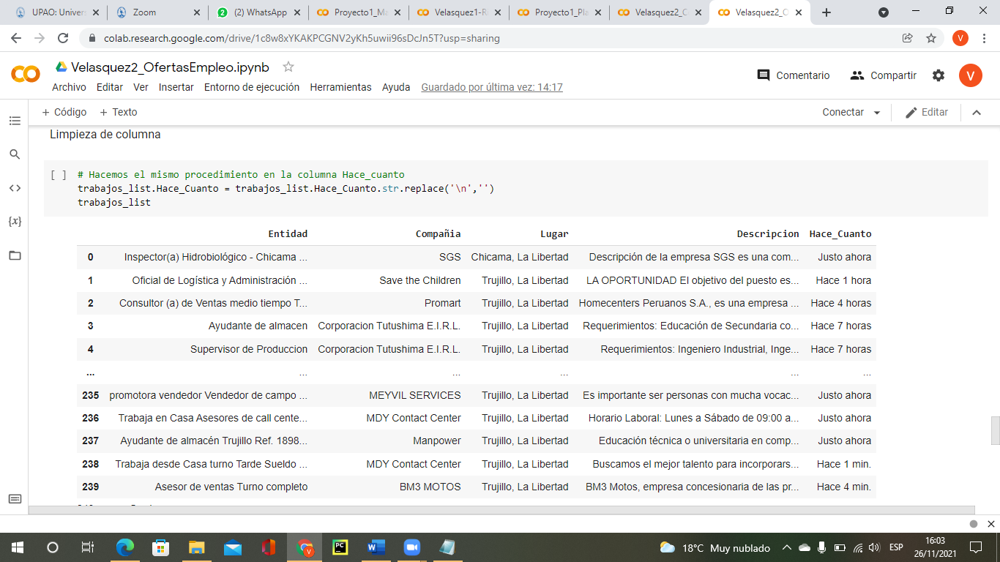 UPAO: Univer
Zoom
(2) WhatsApp
Proyecto1_Ma
Velasquez1-Ra
Proyecto1_Pla
Velasquez2_O
Velasquez2_O
colab.research.google.com/drive/1c8w8xYKAKPCGNV2yKh5uwii96sDcJn5T?usp=sharing
V
Velasquez2_OfertasEmpleo.ipynb
Archivo Editar Ver Insertar Entorno de ejecución Herramientas Ayuda Guardado por última vez: 14:17
Comentario Compartir V
+ Código + Texto
Conectar Editar
Limpieza de columna
[ ] # Hacemos el mismo procedimiento en la columna Hace_cuanto
trabajos_list.Hace_Cuanto = trabajos_list.Hace_Cuanto.str.replace('\n','')
trabajos_list
Entidad Compañia Lugar Descripcion Hace_Cuanto
0 Inspector(a) Hidrobiológico - Chicama ... SGS Chicama, La Libertad Descripción de la empresa SGS es una com... Justo ahora
1 Oficial de Logística y Administración ... Save the Children Trujillo, La Libertad LA OPORTUNIDAD El objetivo del puesto es... Hace 1 hora
2 Consultor (a) de Ventas medio tiempo T... Promart Trujillo, La Libertad Homecenters Peruanos S.A., es una empresa ... Hace 4 horas
3 Ayudante de almacen Corporacion Tutushima E.I.R.L. Trujillo, La Libertad Requerimientos: Educación de Secundaria co... Hace 7 horas
4 Supervisor de Produccion Corporacion Tutushima E.I.R.L. Trujillo, La Libertad Requerimientos: Ingeniero Industrial, Inge... Hace 7 horas
... ... ... ... ... ...
235 promotora vendedor Vendedor de campo ... MEYVIL SERVICES Trujillo, La Libertad Es importante ser personas con mucha vocac... Justo ahora
236 Trabaja en Casa Asesores de call cente... MDY Contact Center Trujillo, La Libertad Horario Laboral: Lunes a Sábado de 09:00 a... Justo ahora
237 Ayudante de almacén Trujillo Ref. 1898... Manpower Trujillo, La Libertad Educación técnica o universitaria en comp... Justo ahora
238 Trabaja desde Casa turno Tarde Sueldo ... MDY Contact Center Trujillo, La Libertad Buscamos el mejor talento para incorporars... Hace 1 min.
239 Asesor de ventas Turno completo BM3 MOTOS Trujillo, La Libertad BM3 Motos, empresa concesionaria de las pr... Hace 4 min.
18°C Muy nublado
ESP
16:03
26/11/2021